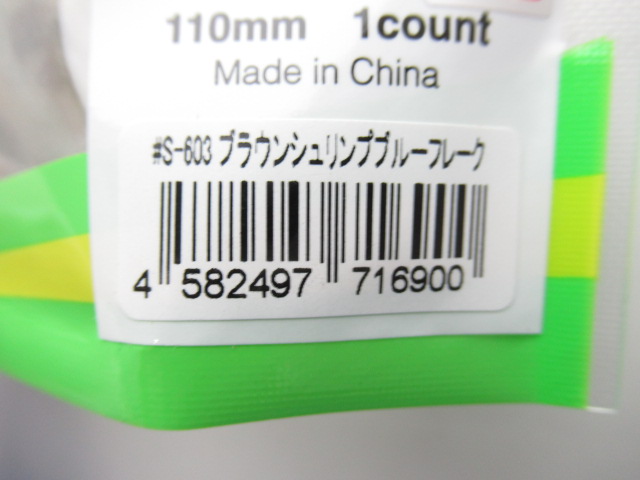 110mm 1count
Made in China
#S-603 ブラウンシュリンプブルーフレーク
4 582497 716900